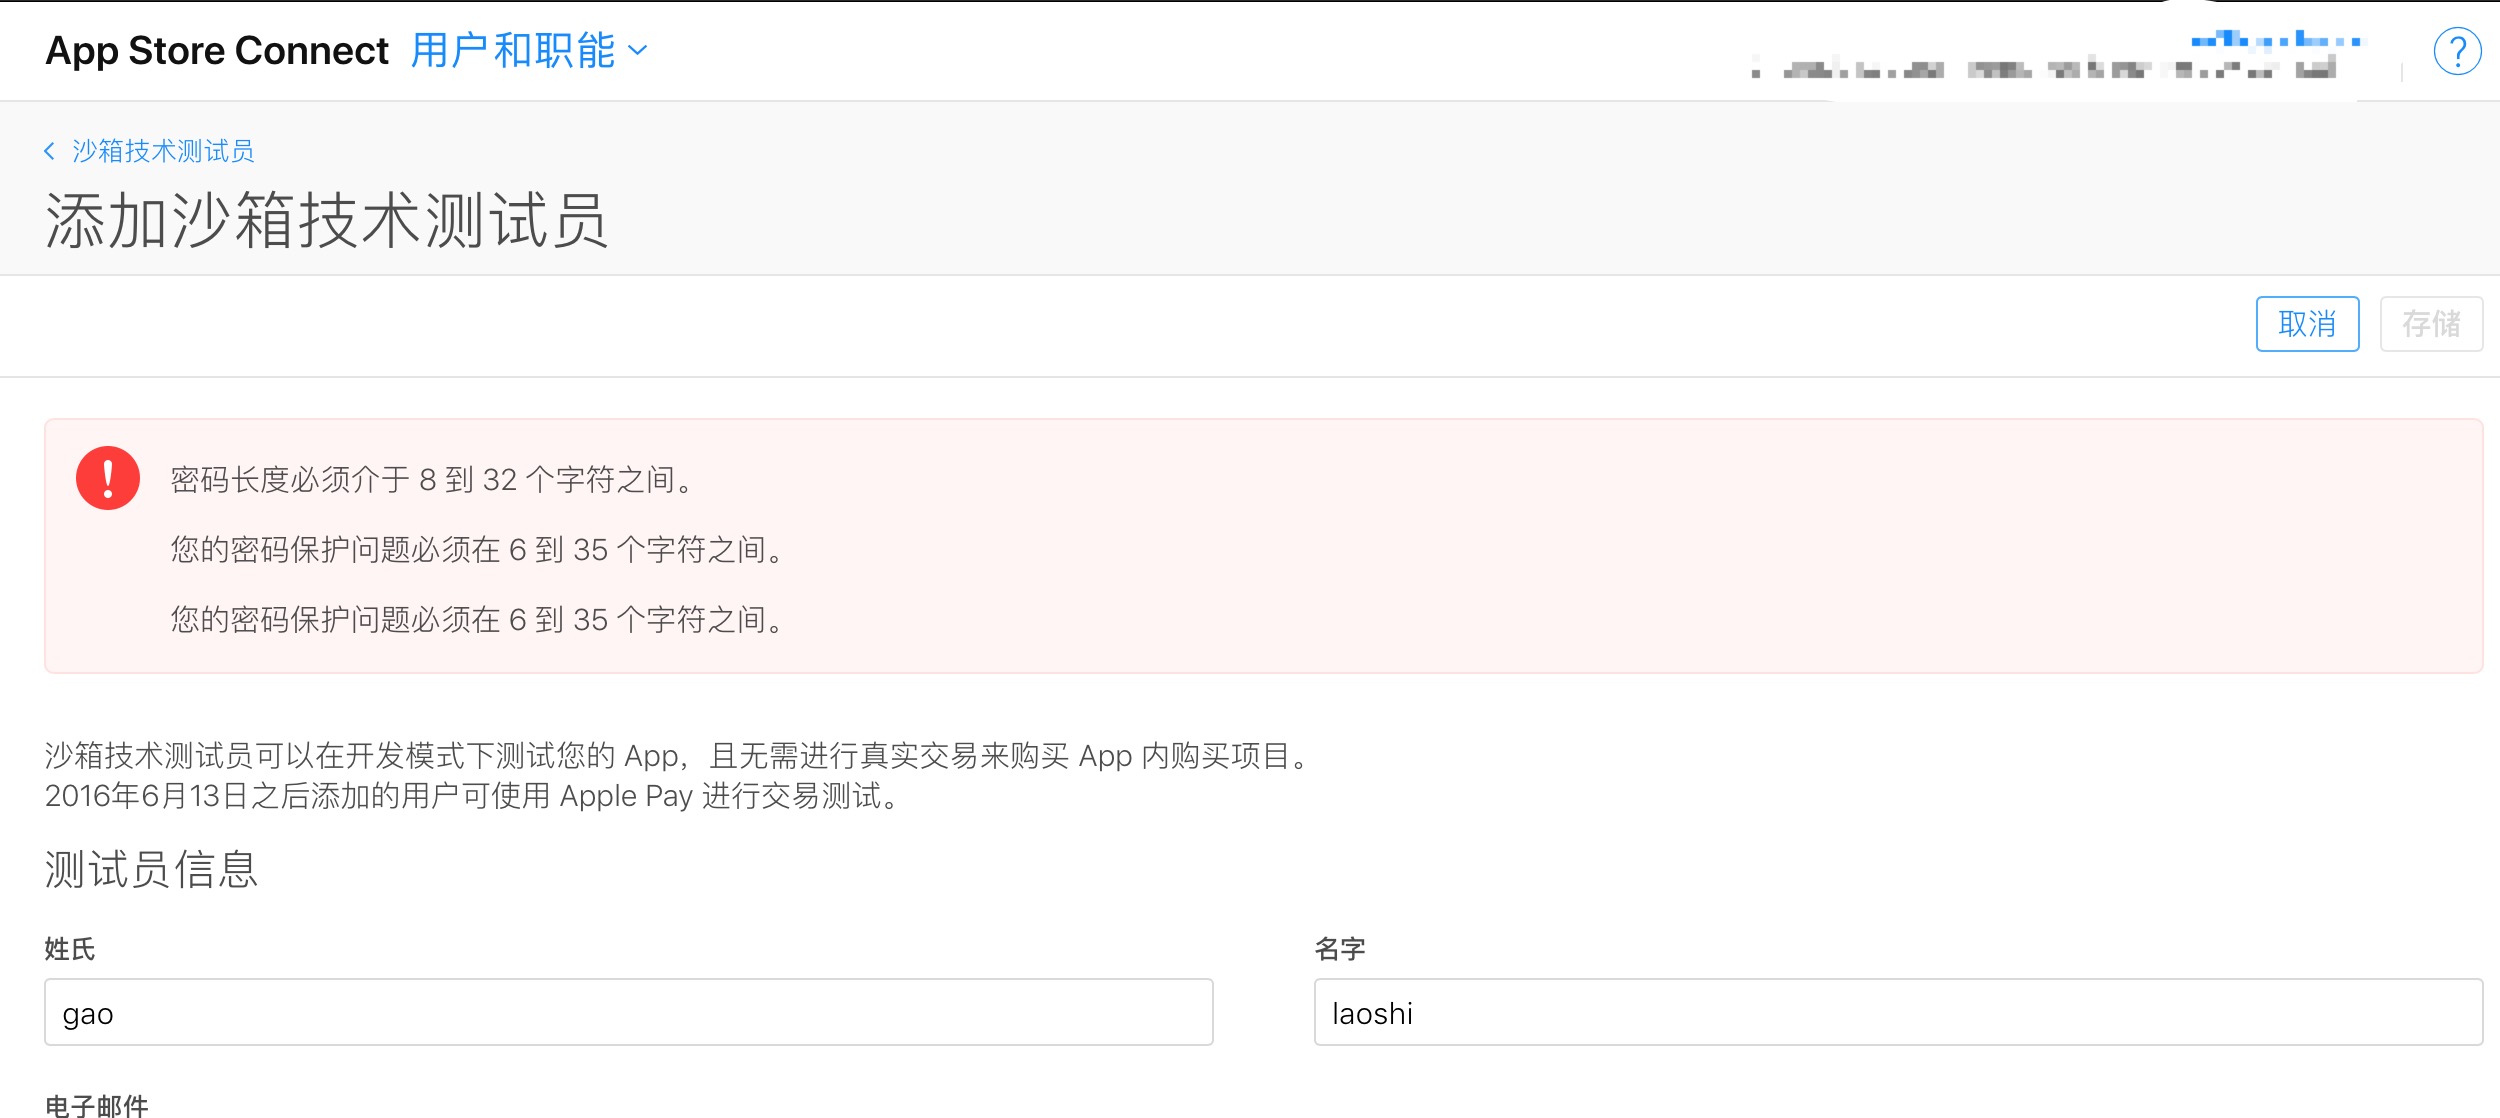 App Store Connect 用户和职能
?
沙箱技术测试员
添加沙箱技术测试员
取消 存储
密码长度必须介于 8 到 32 个字符之间。
您的密码保护问题必须在 6 到 35 个字符之间。
您的密码保护问题必须在 6 到 35 个字符之间。
沙箱技术测试员可以在开发模式下测试您的 App，且无需进行真实交易来购买 App 内购买项目。
2016年6月13日之后添加的用户可使用 Apple Pay 进行交易测试。
测试员信息
姓氏 名字
gao laoshi
电子邮件